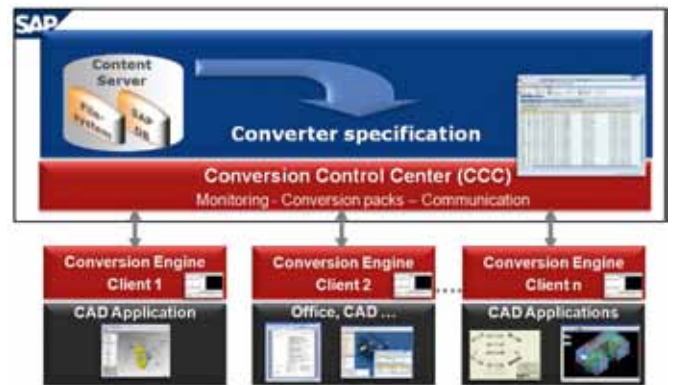 SAP
Content
Server
File-
system
SAP
DB
Converter specification
Conversion Control Center (CCC)
Monitoring - Conversion packs – Communication
Conversion Engine
Client 1
Conversion Engine
Client 2
Conversion Engine
Client n
CAD Application
Office, CAD ...
CAD Applications